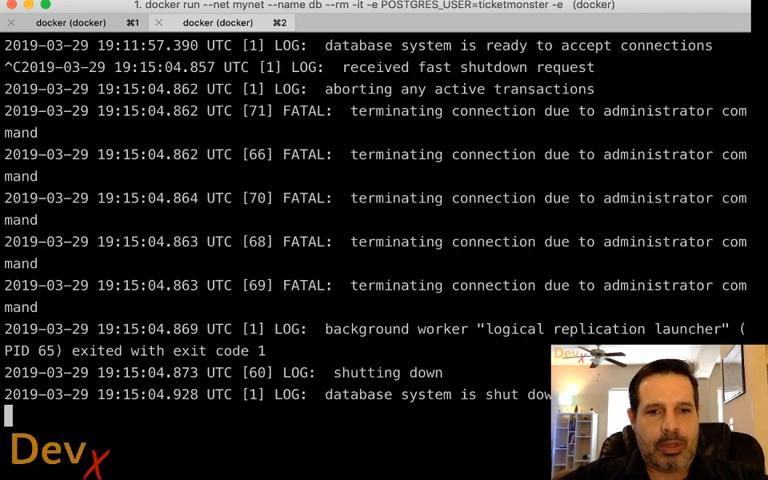 1. docker run --net mynet --name db --rm -it -e POSTGRES_USER=ticketmonster -e (docker)
docker (docker) ⌘1 docker (docker) ⌘2
2019-03-29 19:11:57.390 UTC [1] LOG:  database system is ready to accept connections
^C2019-03-29 19:15:04.857 UTC [1] LOG:  received fast shutdown request
2019-03-29 19:15:04.862 UTC [1] LOG:  aborting any active transactions
2019-03-29 19:15:04.862 UTC [71] FATAL:  terminating connection due to administrator com
mand
2019-03-29 19:15:04.862 UTC [66] FATAL:  terminating connection due to administrator com
mand
2019-03-29 19:15:04.864 UTC [70] FATAL:  terminating connection due to administrator com
mand
2019-03-29 19:15:04.863 UTC [68] FATAL:  terminating connection due to administrator com
mand
2019-03-29 19:15:04.863 UTC [69] FATAL:  terminating connection due to administrator com
mand
2019-03-29 19:15:04.869 UTC [1] LOG:  background worker "logical replication launcher" (
PID 65) exited with exit code 1
2019-03-29 19:15:04.873 UTC [60] LOG:  shutting down
2019-03-29 19:15:04.928 UTC [1] LOG:  database system is shut dow
DevX
DevX